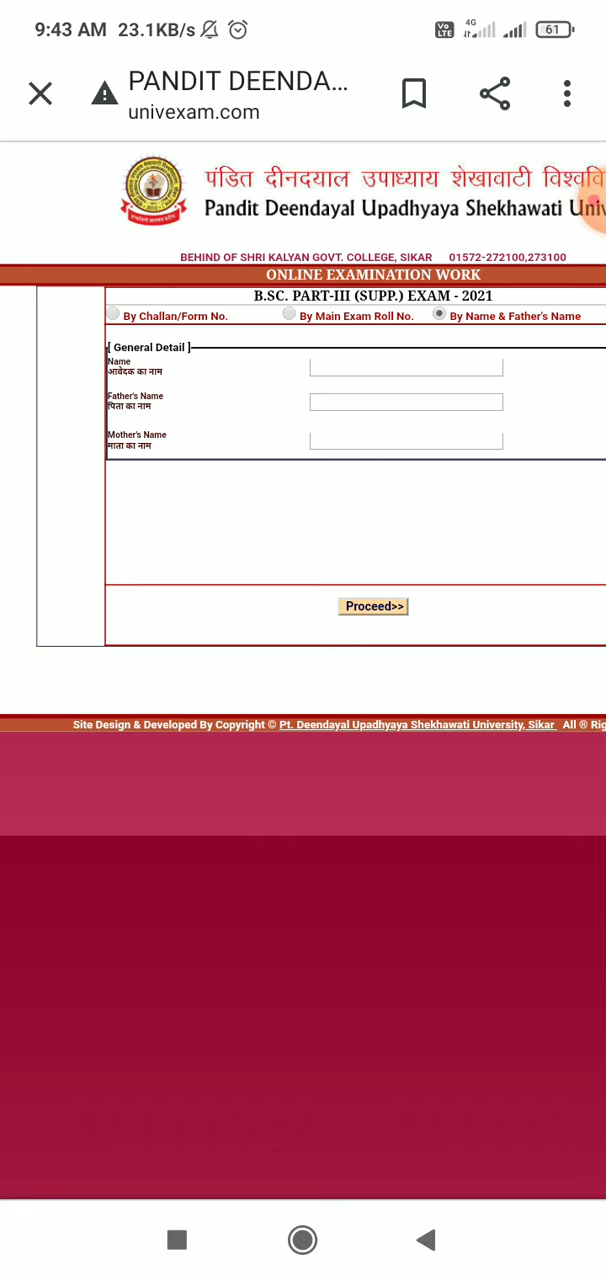 9:43 AM 23.1KB/s Vo LTE 4G 61
PANDIT DEENDA...
univexam.com
पंडित दीनदयाल उपाध्याय शेखावाटी विश्ववि
Pandit Deendayal Upadhyaya Shekhawati Univ
BEHIND OF SHRI KALYAN GOVT. COLLEGE, SIKAR 01572-272100,273100
ONLINE EXAMINATION WORK
B.SC. PART-III (SUPP.) EXAM - 2021
By Challan/Form No. By Main Exam Roll No. By Name & Father's Name
[ General Detail ]
Name
आवेदक का नाम
Father's Name
पिता का नाम
Mother's Name
माता का नाम
Proceed>>
Site Design & Developed By Copyright © Pt. Deendayal Upadhyaya Shekhawati University, Sikar All ® Rig